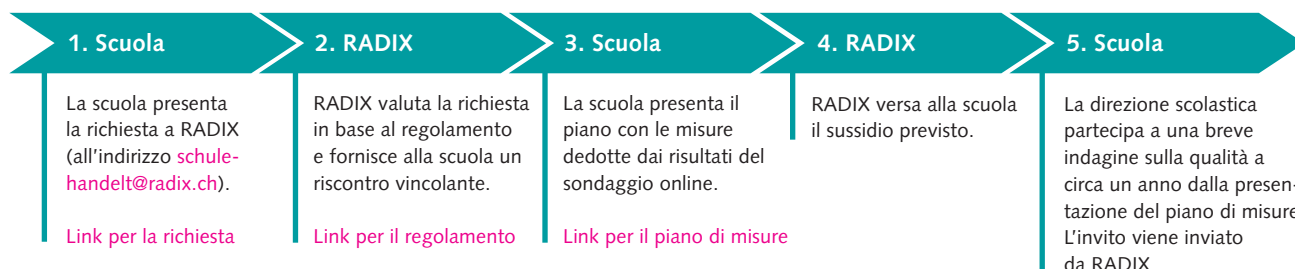 1. Scuola
La scuola presenta
la richiesta a RADIX
(all'indirizzo schule-
handelt@radix.ch).
Link per la richiesta
2. RADIX
RADIX valuta la richiesta
in base al regolamento
e fornisce alla scuola un
riscontro vincolante.
Link per il regolamento
3. Scuola
La scuola presenta il
piano con le misure
dedotte dai risultati del
sondaggio online.
Link per il piano di misure
4. RADIX
RADIX versa alla scuola
il sussidio previsto.
5. Scuola
La direzione scolastica
partecipa a una breve
indagine sulla qualità a
circa un anno dalla presen-
tazione del piano di misure
L'invito viene inviato
da RADIX